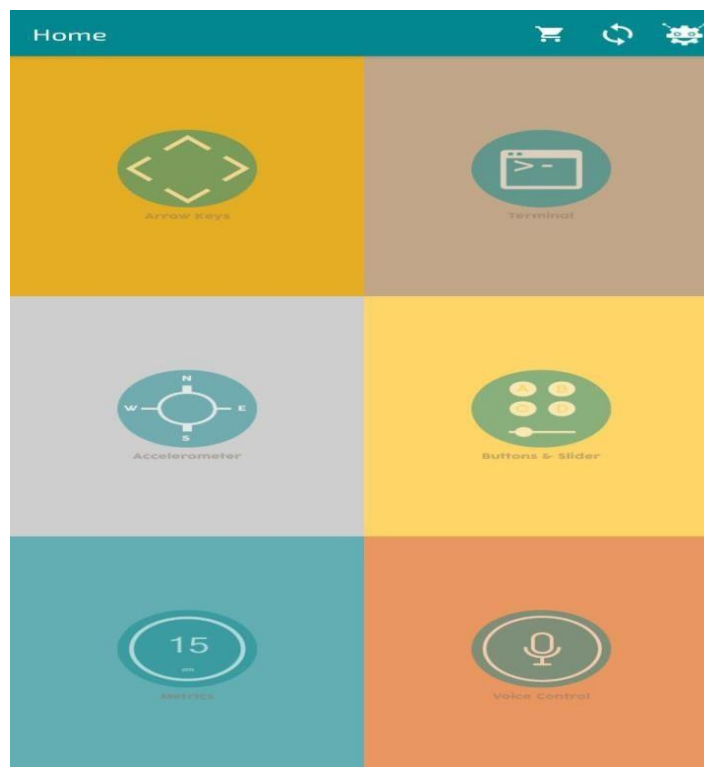 Home
Arrow Keys
Terminal
>-
N
W E
S
Accelerometer
A B
C D
Buttons & Slider
15
cm
Metrics
Voice Control